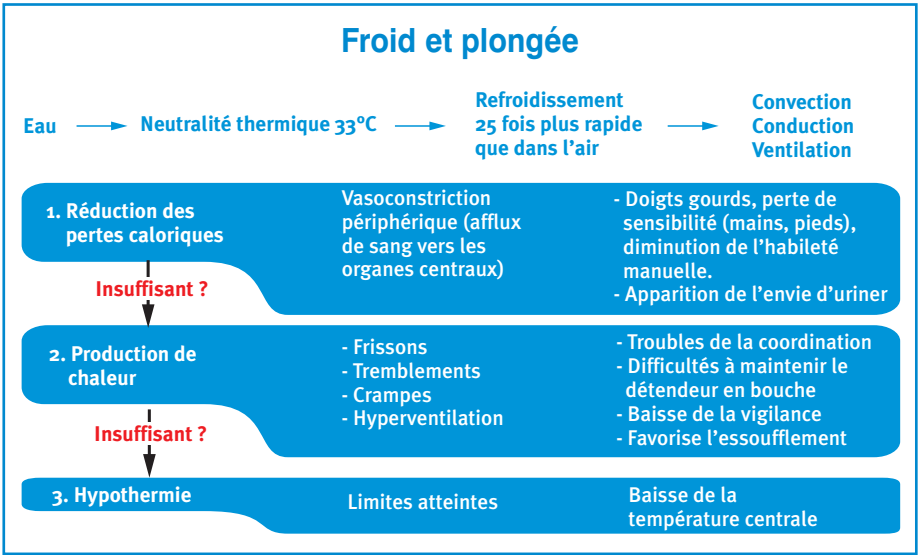 Froid et plongée
Eau
Neutralité thermique 33°C
Refroidissement
25 fois plus rapide
que dans l'air
Convection
Conduction
Ventilation
1. Réduction des
pertes caloriques
Vasoconstriction
périphérique (afflux
de sang vers les
organes centraux)
- Doigts gourds, perte de
sensibilité (mains, pieds),
diminution de l'habileté
manuelle.
- Apparition de l'envie d'uriner
Insuffisant ?
2. Production de
chaleur
- Frissons
- Tremblements
- Crampes
- Hyperventilation
- Troubles de la coordination
- Difficultés à maintenir le
détendeur en bouche
- Baisse de la vigilance
- Favorise l'essoufflement
Insuffisant ?
3. Hypothermie
Limites atteintes
Baisse de la
température centrale